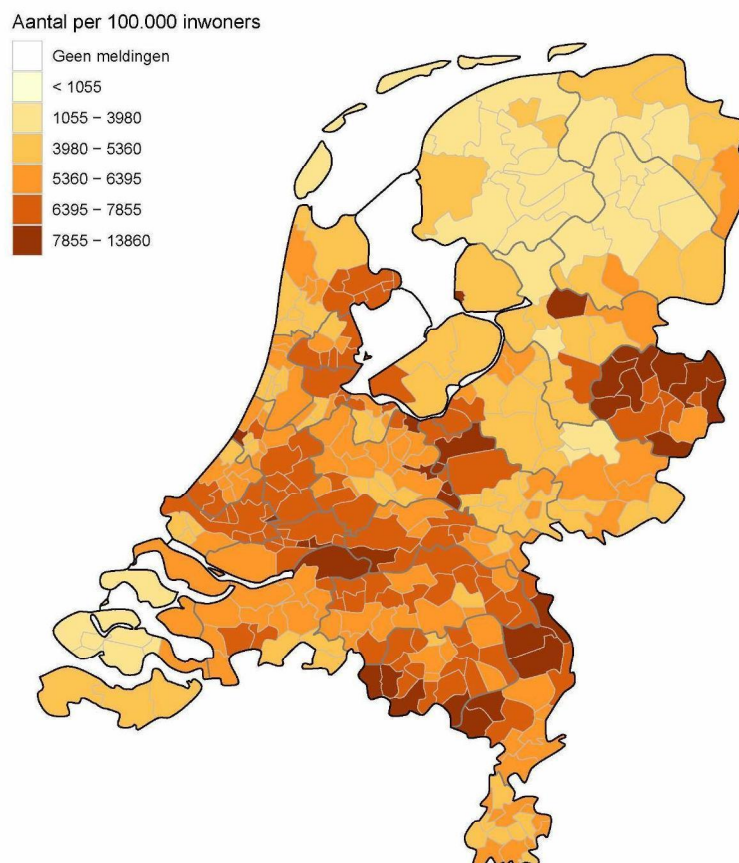 Aantal per 100.000 inwoners
Geen meldingen
< 1055
1055 – 3980
3980 – 5360
5360 – 6395
6395 – 7855
7855 – 13860